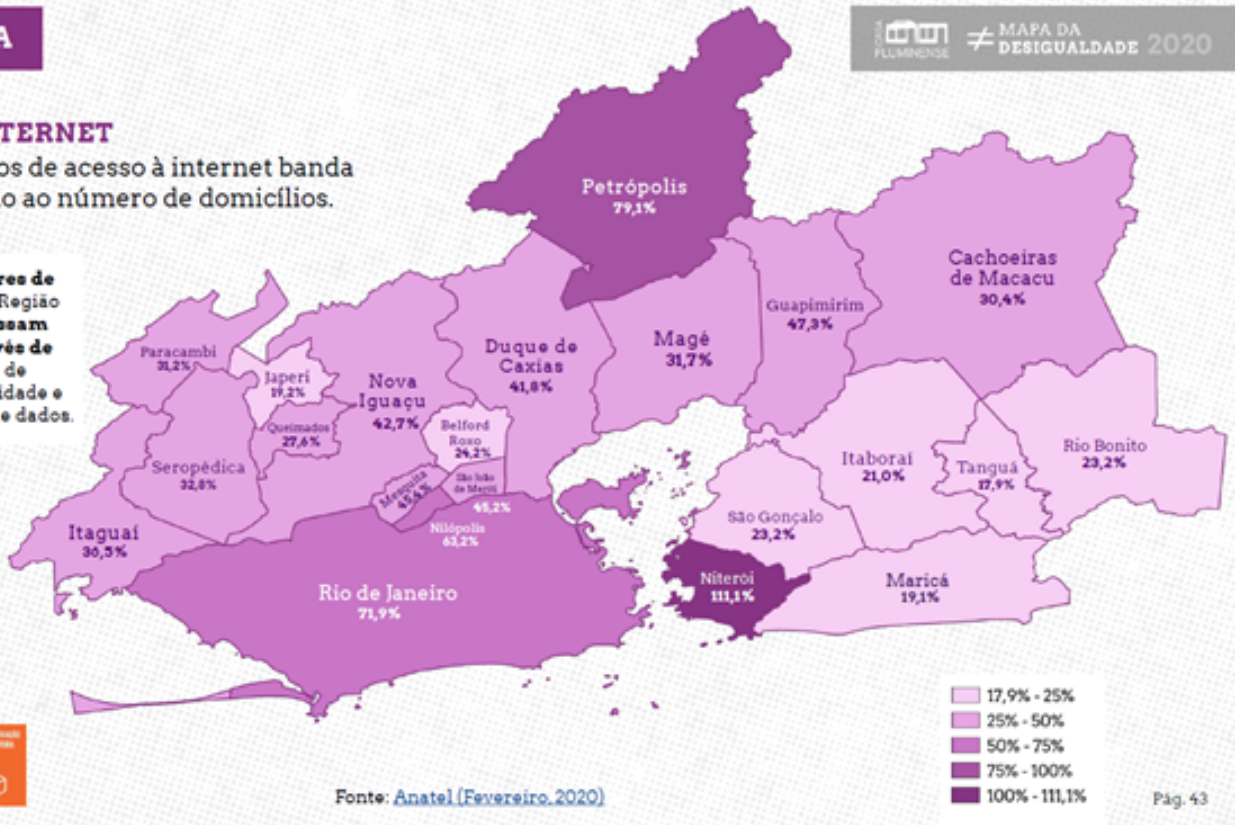 A
CASA
FLUMINENSE
≠ MAPA DA
DESIGUALDADE 2020
TERNET
os de acesso à internet banda
o ao número de domicílios.
res de
Região
ssam
vés de
de
idade e
e dados.
Petrópolis
79,1%
Cachoeiras
de Macacu
30,4%
Guapimirim
47,3%
Magé
31,7%
Duque de
Caxias
41,8%
Paracambi
31,2%
Japeri
19,2%
Nova
Iguaçu
42,7%
Queimados
27,6%
Belford
Roxo
24,2%
Seropédica
32,8%
Mesquita
45,4%
São João
de Meriti
45,2%
Nilópolis
63,2%
Itaguaí
30,5%
Rio de Janeiro
71,9%
Itaboraí
21,0%
Tanguá
17,9%
Rio Bonito
23,2%
São Gonçalo
23,2%
Niterói
111,1%
Maricá
19,1%
17,9% - 25%
25% - 50%
50% - 75%
75% - 100%
100% - 111,1%
Fonte: Anatel (Fevereiro, 2020)
Pág. 43